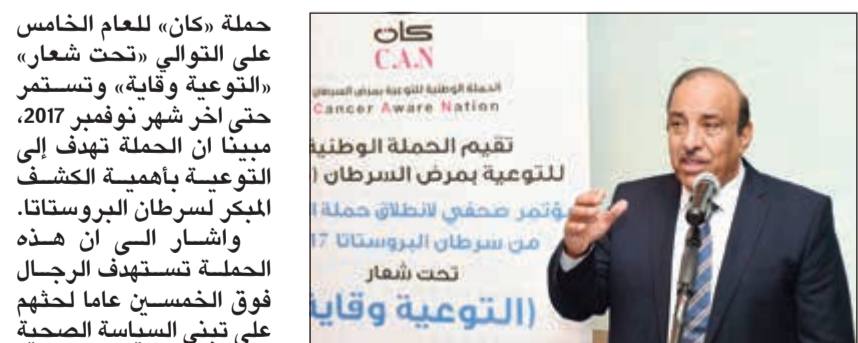 حملة «كان» للعام الخامس
على التوالي «تحت شعار»
«التوعية وقاية» وتستمر
حتى اخر شهر نوفمبر 2017،
مبينا ان الحملة تهدف إلى
التوعية بأهمية الكشف
المبكر لسرطان البروستاتا.
واشار الى ان هذه
الحملة تستهدف الرجال
فوق الخمسين عاما لحثهم
على تبني السياسة الصحية
كان
C.A.N
الحملة الوطنية للتوعية بمرض السرطان
Cancer Aware Nation
تقيم الحملة الوطنية
للتوعية بمرض السرطان (
ؤتمر صحفي لانطلاق حملة ا
من سرطان البروستاتا 17
تحت شعار
(التوعية وقاية